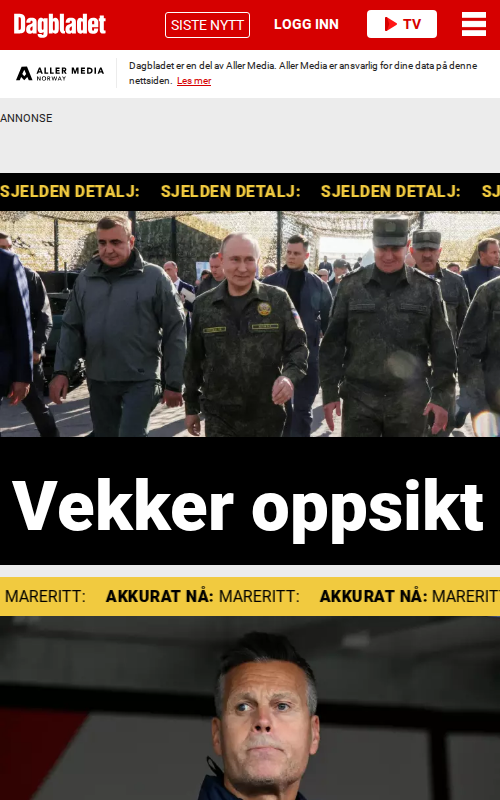 Dagbladet SISTE NYTT LOGG INN TV
ALLER MEDIA
NORWAY
Dagbladet er en del av Aller Media. Aller Media er ansvarlig for dine data på denne
nettsiden. Les mer
ANNONSE
SJELDEN DETALJ: SJELDEN DETALJ: SJELDEN DETALJ: SJ
Vekker oppsikt
MARERITT: AKKURAT NÅ: MARERITT: AKKURAT NÅ: MARERIT